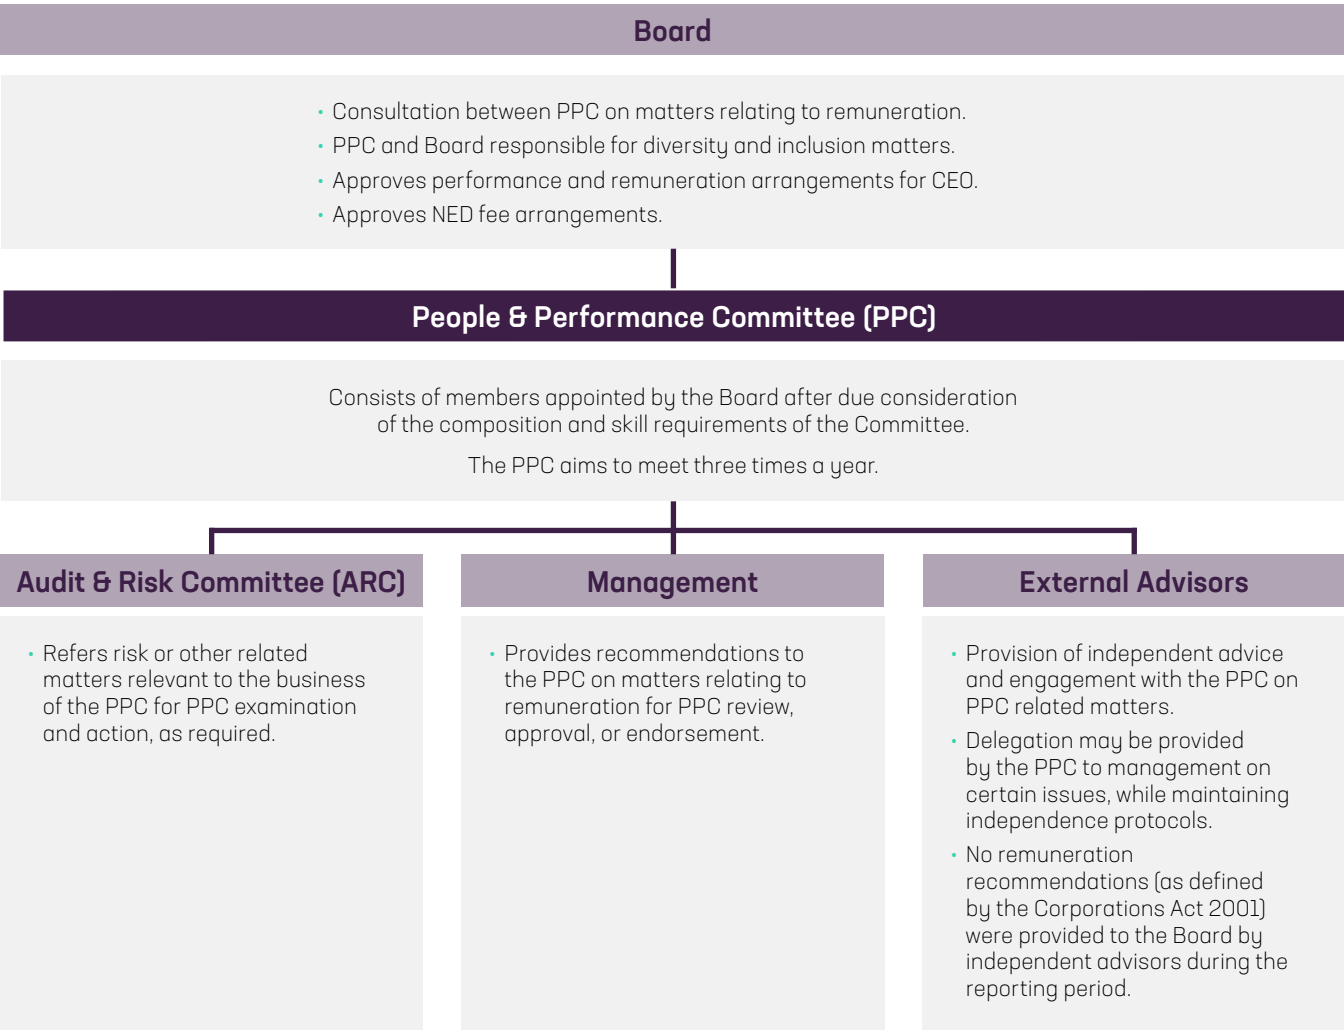 Board
• Consultation between PPC on matters relating to remuneration.
• PPC and Board responsible for diversity and inclusion matters.
• Approves performance and remuneration arrangements for CEO.
• Approves NED fee arrangements.
People & Performance Committee (PPC)
Consists of members appointed by the Board after due consideration
of the composition and skill requirements of the Committee.
The PPC aims to meet three times a year.
Audit & Risk Committee (ARC)
• Refers risk or other related
matters relevant to the business
of the PPC for PPC examination
and action, as required.
Management
• Provides recommendations to
the PPC on matters relating to
remuneration for PPC review,
approval, or endorsement.
External Advisors
• Provision of independent advice
and engagement with the PPC on
PPC related matters.
• Delegation may be provided
by the PPC to management on
certain issues, while maintaining
independence protocols.
• No remuneration
recommendations (as defined
by the Corporations Act 2001)
were provided to the Board by
independent advisors during the
reporting period.